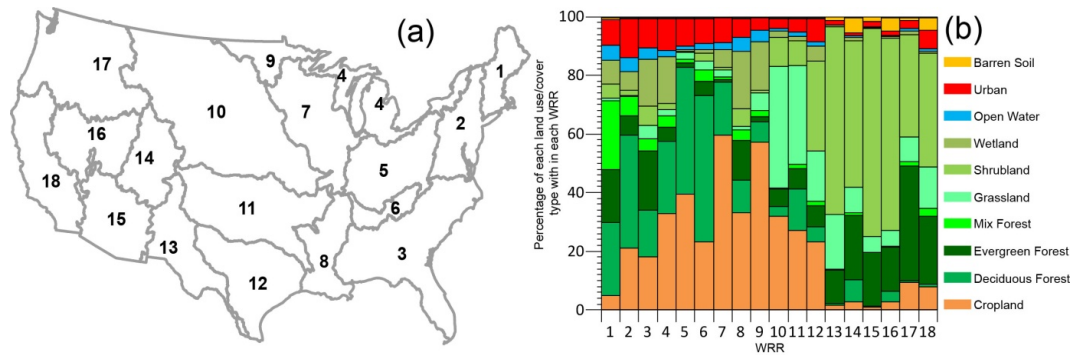 (a)
17
9
4
1
4
10
7
2
16
14
5
18
11
6
15
13
3
8
12
(b)
Percentage of each land use/cover
type with in each WRR
100
80
60
40
20
0
1 2 3 4 5 6 7 8 9 10 11 12 13 14 15 16 17 18
WRR
Barren Soil
Urban
Open Water
Wetland
Shrubland
Grassland
Mix Forest
Evergreen Forest
Deciduous Forest
Cropland